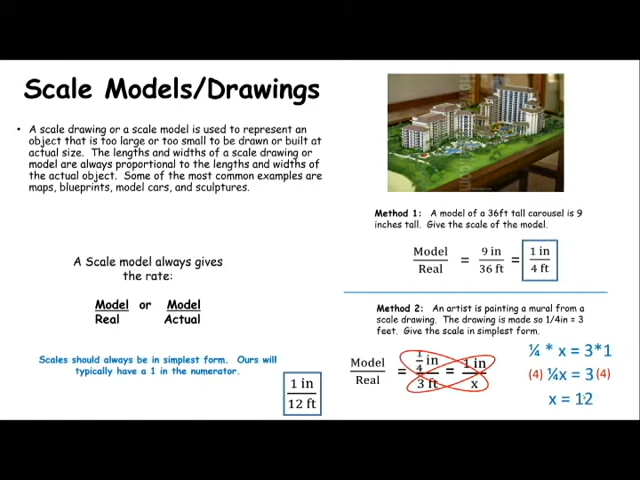 Scale Models/Drawings
• A scale drawing or a scale model is used to represent an
object that is too large or too small to be drawn or built at
actual size. The lengths and widths of a scale drawing or
model are always proportional to the lengths and widths of
the actual object. Some of the most common examples are
maps, blueprints, model cars, and sculptures.
A Scale model always gives
the rate:
Model or Model
Real Actual
Scales should always be in simplest form. Ours will
typically have a 1 in the numerator.
1 in
12 ft
Method 1: A model of a 36ft tall carousel is 9
inches tall. Give the scale of the model.
Model = 9 in = 1 in
Real 36 ft 4 ft
Method 2: An artist is painting a mural from a
scale drawing. The drawing is made so 1/4in = 3
feet. Give the scale in simplest form.
Model = 1/4 in = 1 in
Real 3 ft x
¼ * x = 3*1
(4) ¼x = 3 (4)
x = 12